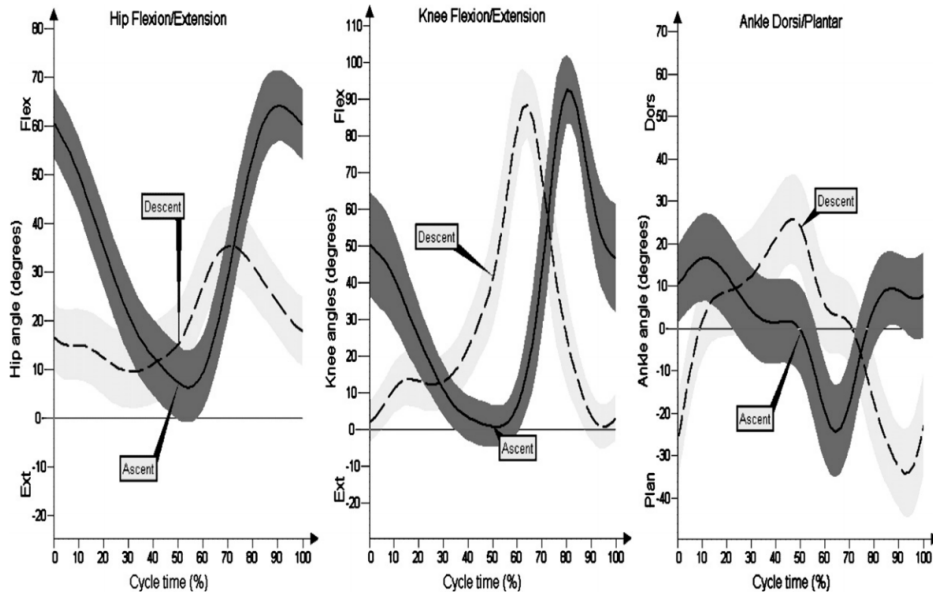 Hip Flexion/Extension
80
70
60
50
40
30
20
10
0
-10
-20
Flex
Hip angle (degrees)
Ext
Descent
Ascent
0 10 20 30 40 50 60 70 80 90 100
Cycle time (%)
Knee Flexion/Extension
110
100
90
80
70
60
50
40
30
20
10
0
-10
-20
Flex
Knee angles (degrees)
Ext
Descent
Ascent
0 10 20 30 40 50 60 70 80 90 100
Cycle time (%)
Ankle Dorsi/Plantar
70
60
50
40
30
20
10
0
-10
-20
-30
-40
Dors
Ankle angle (degrees)
Plan
Descent
Ascent
0 10 20 30 40 50 60 70 80 90 100
Cycle time (%)